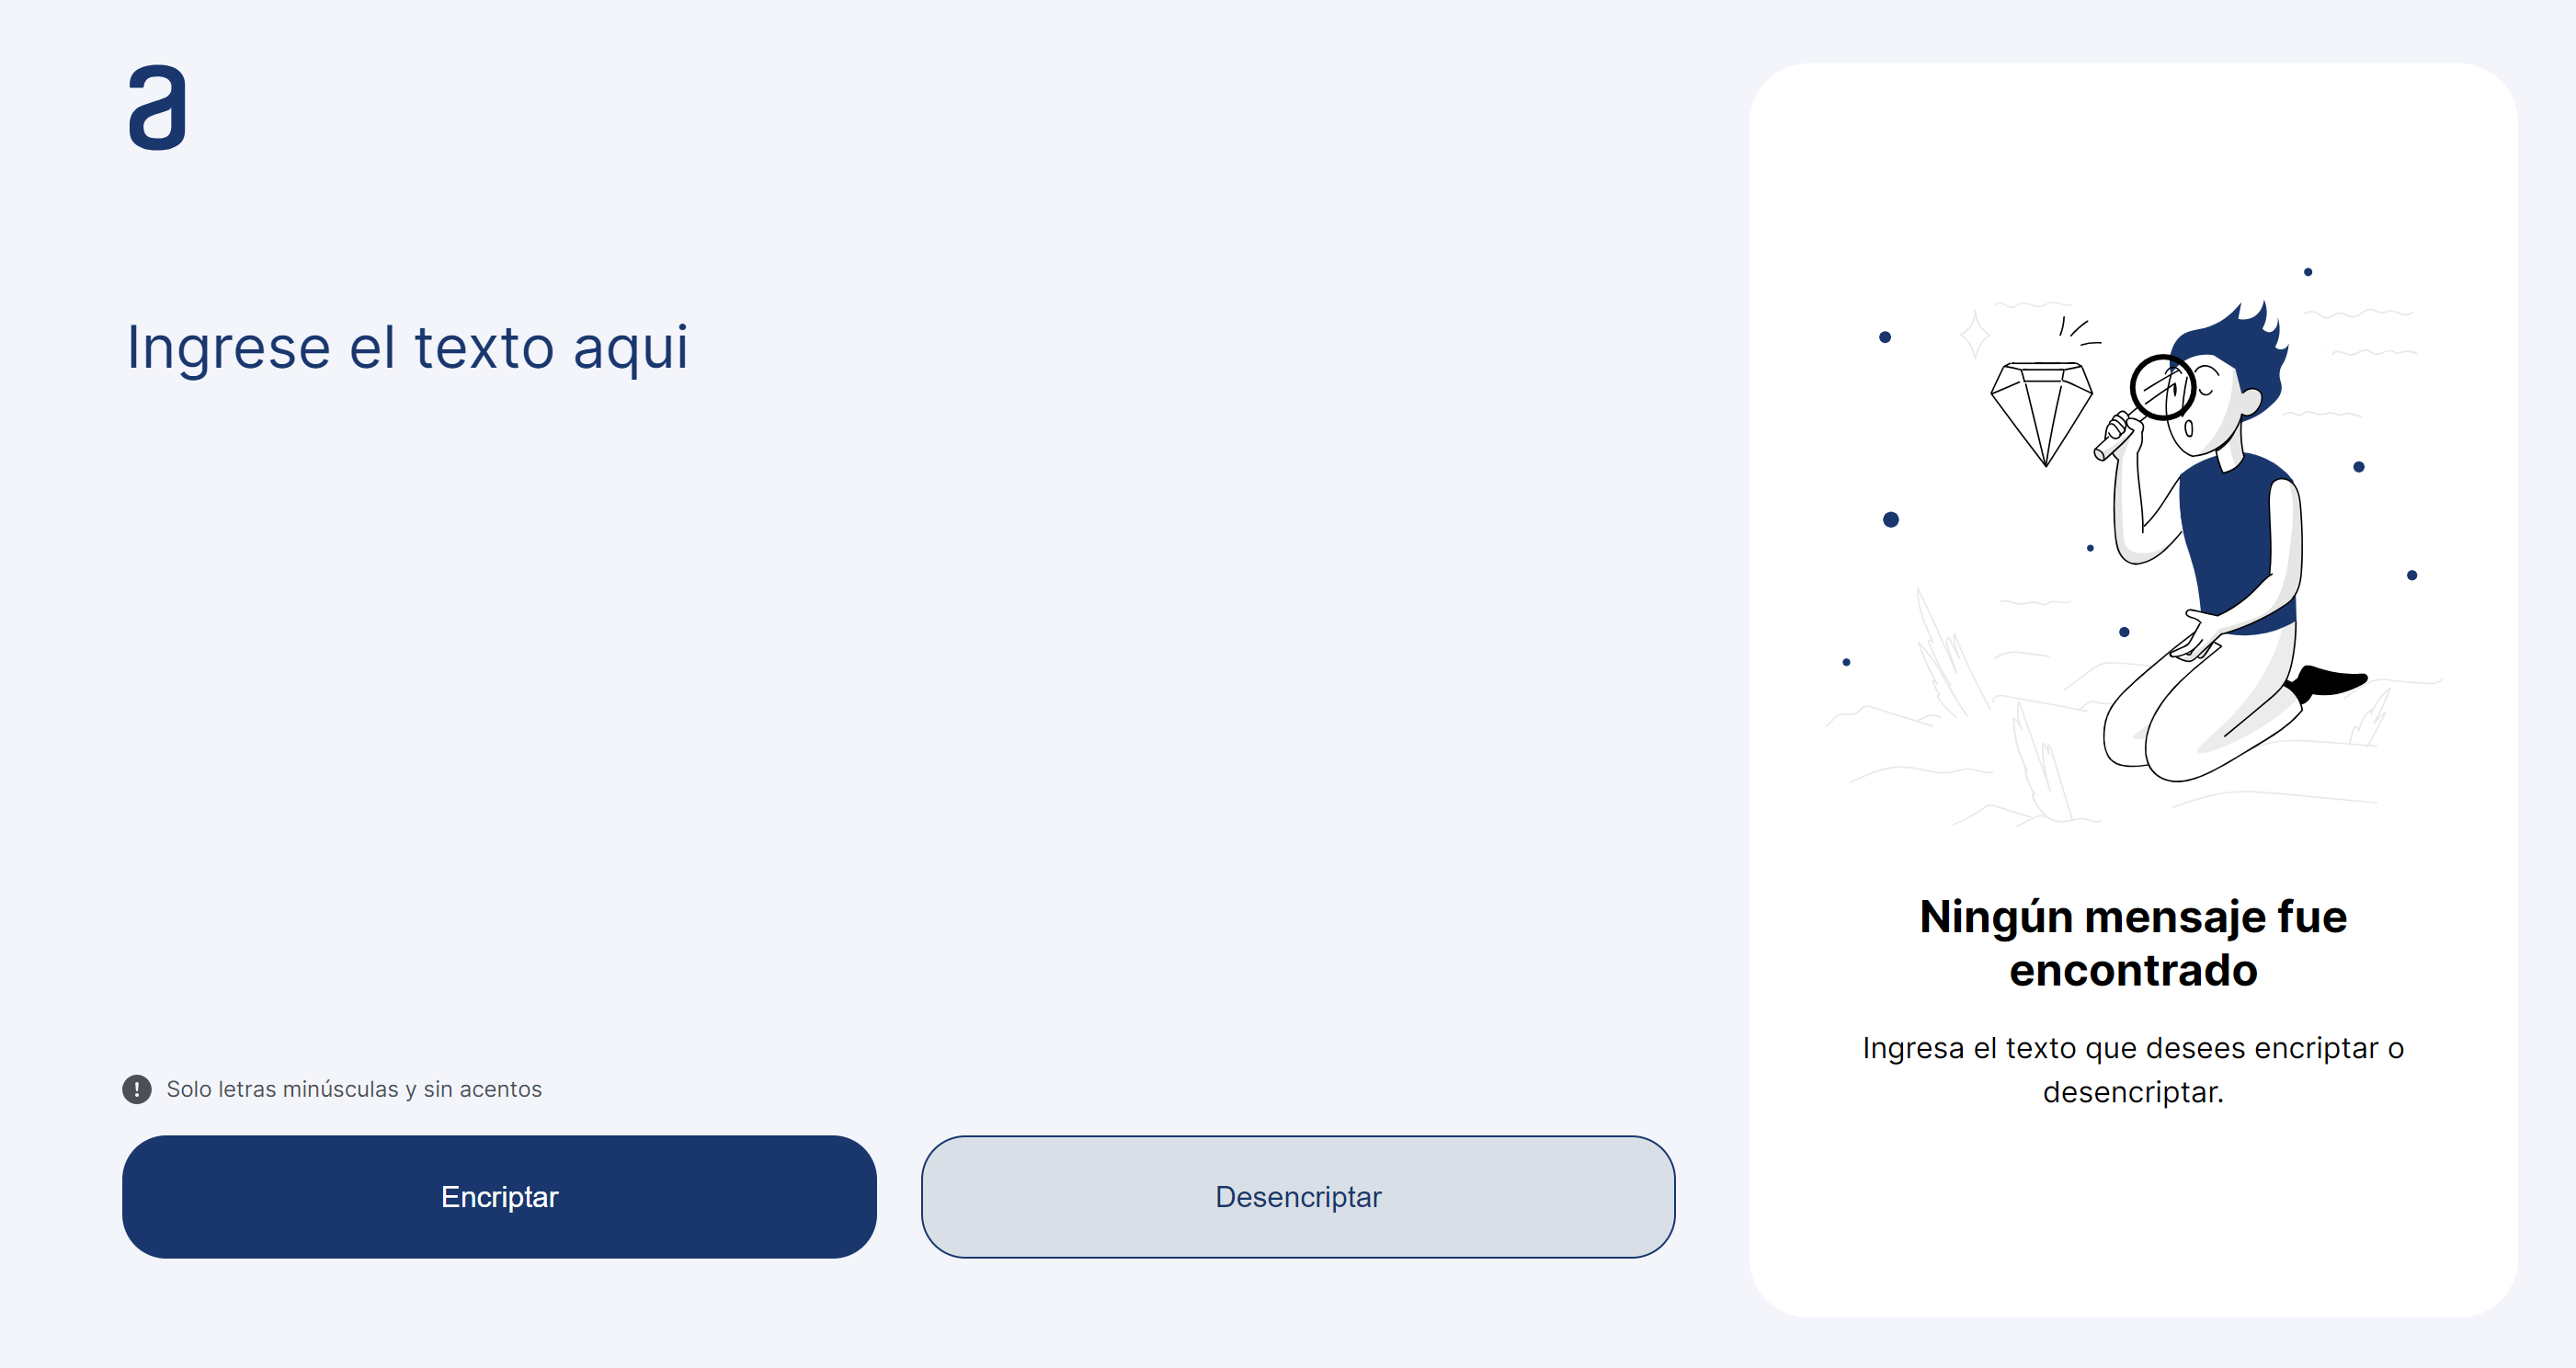 a
Ingrese el texto aqui
Solo letras minúsculas y sin acentos
Encriptar
Desencriptar
Ningún mensaje fue
encontrado
Ingresa el texto que desees encriptar o
desencriptar.